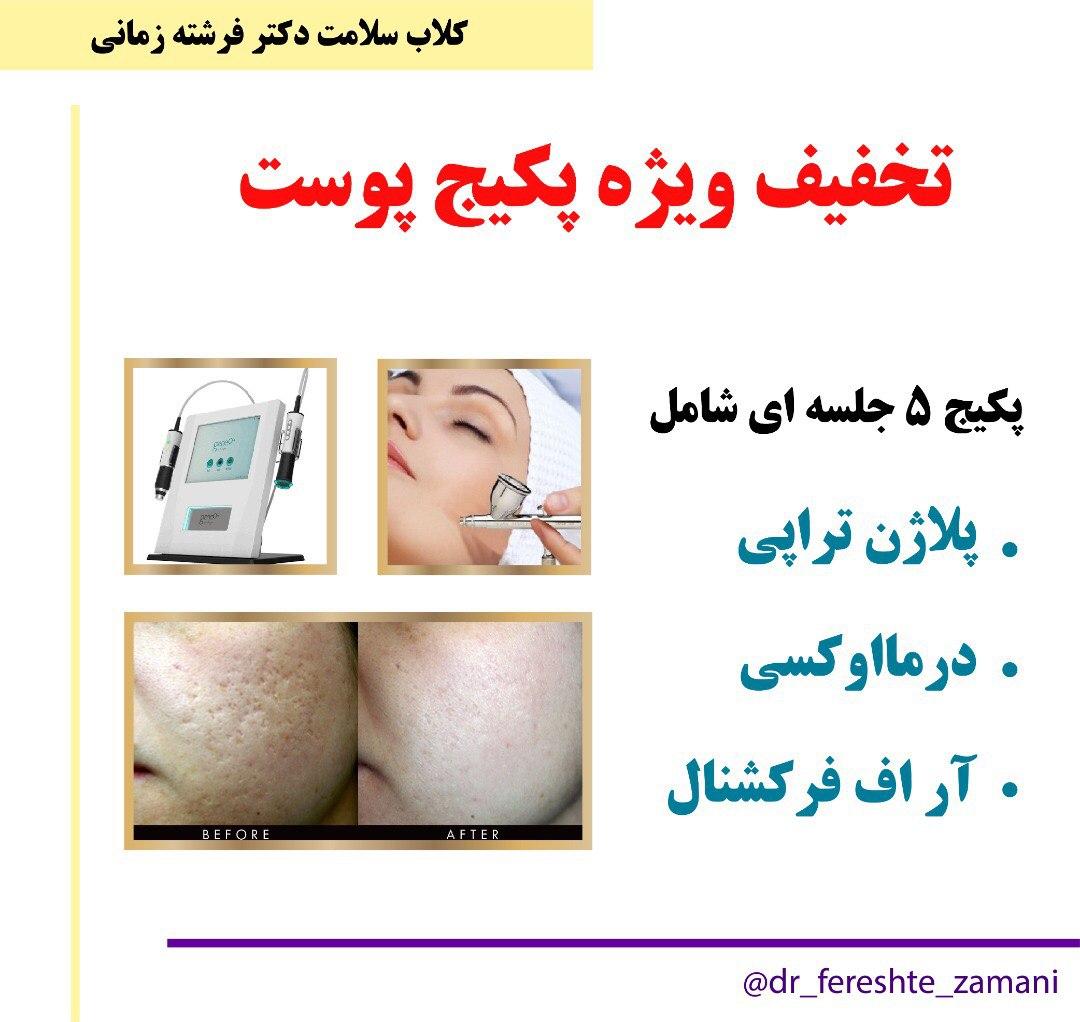 کلاب سلامت دکتر فرشته زمانی
تخفیف ویژه پکیج پوست
پکیج ۵ جلسه ای شامل
• پلاژن تراپی
• درمااوکسی
• آر اف فرکشنال
BEFORE
AFTER
@dr_fereshte_zamani